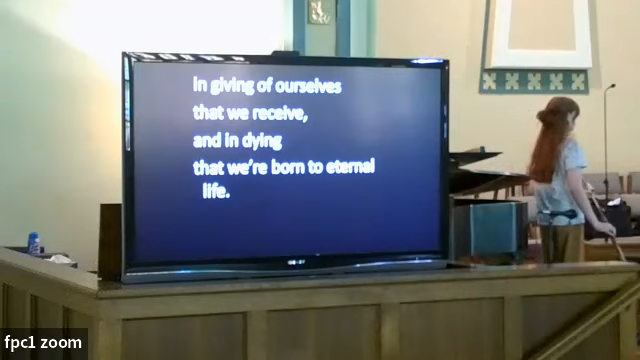 in giving of ourselves
that we receive,
and in dying
that we're born to eternal
life.
fpc1 zoom